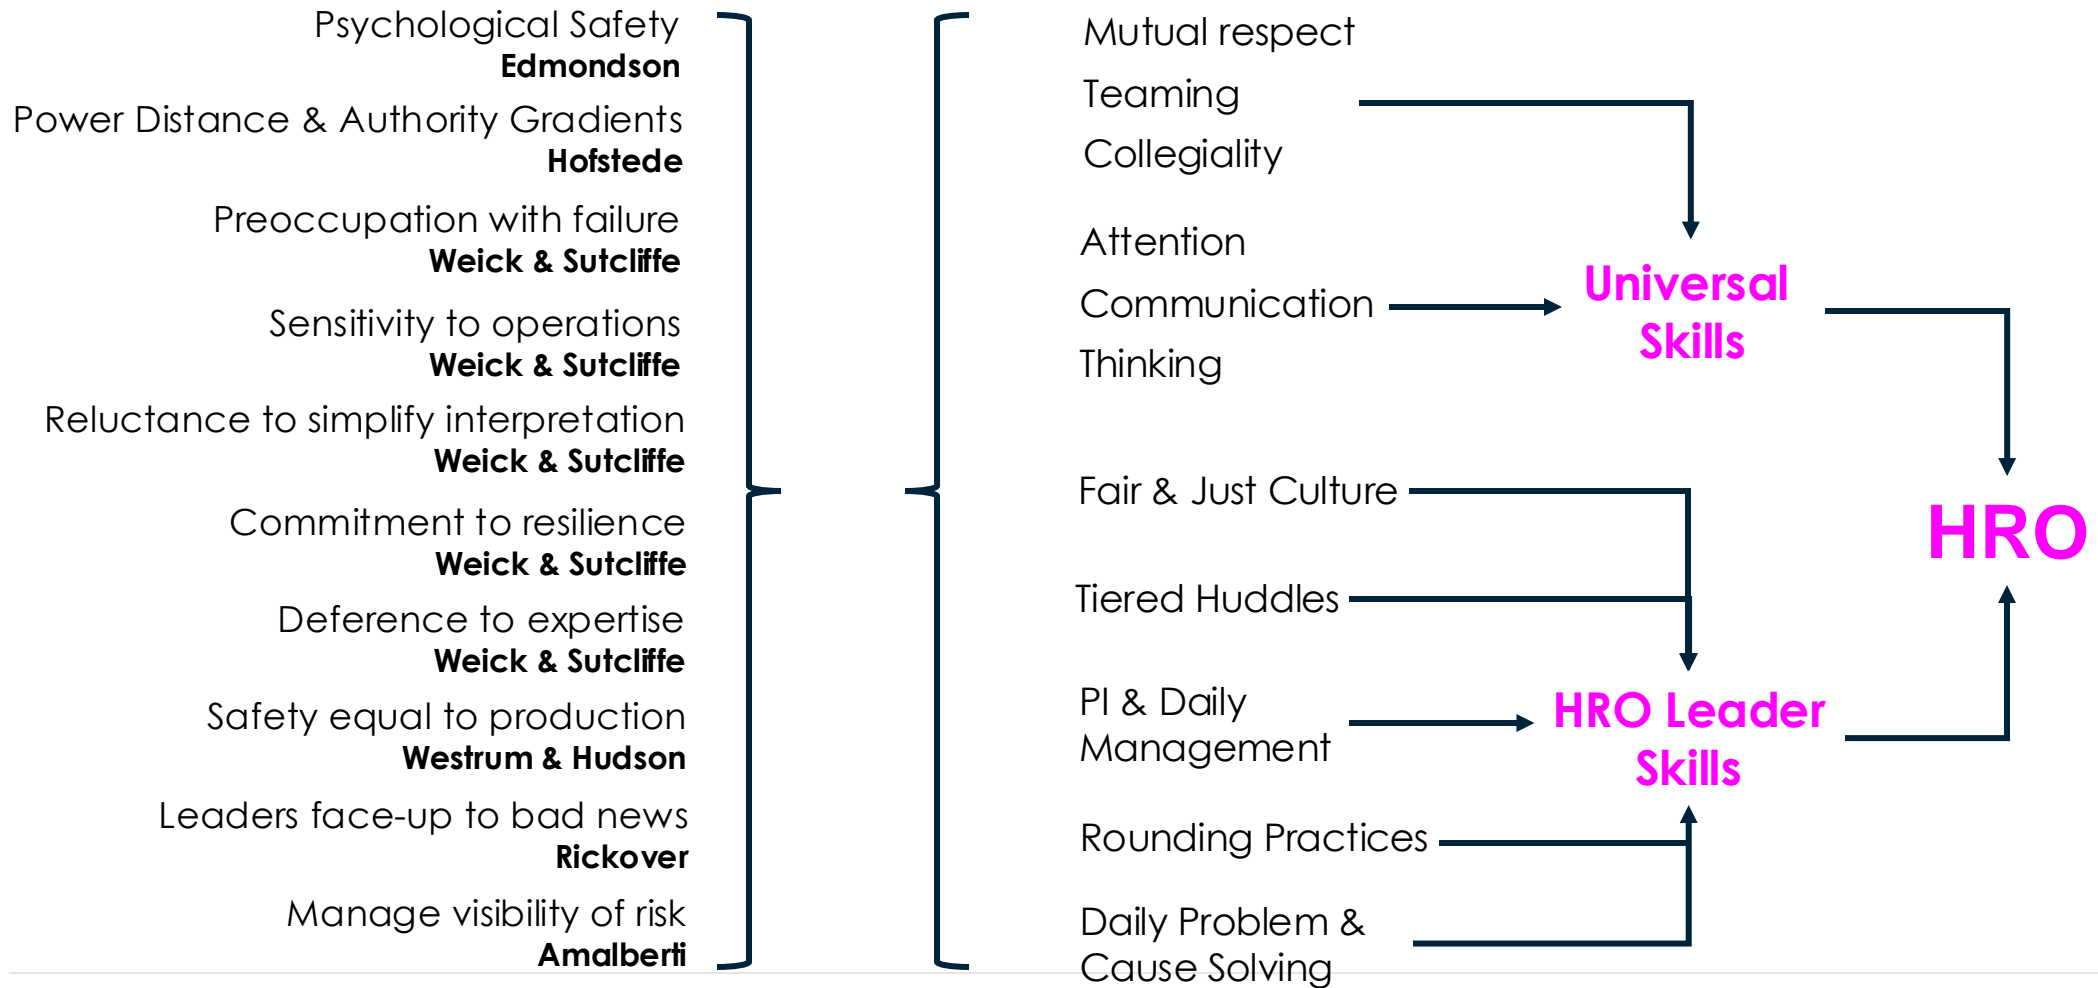 Psychological Safety
Edmondson
Power Distance & Authority Gradients
Hofstede
Preoccupation with failure
Weick & Sutcliffe
Sensitivity to operations
Weick & Sutcliffe
Reluctance to simplify interpretation
Weick & Sutcliffe
Commitment to resilience
Weick & Sutcliffe
Deference to expertise
Weick & Sutcliffe
Safety equal to production
Westrum & Hudson
Leaders face-up to bad news
Rickover
Manage visibility of risk
Amalberti
Mutual respect
Teaming
Collegiality
Attention
Communication
Thinking
Fair & Just Culture
Tiered Huddles
PI & Daily
Management
Rounding Practices
Daily Problem &
Cause Solving
Universal
Skills
HRO Leader
Skills
HRO